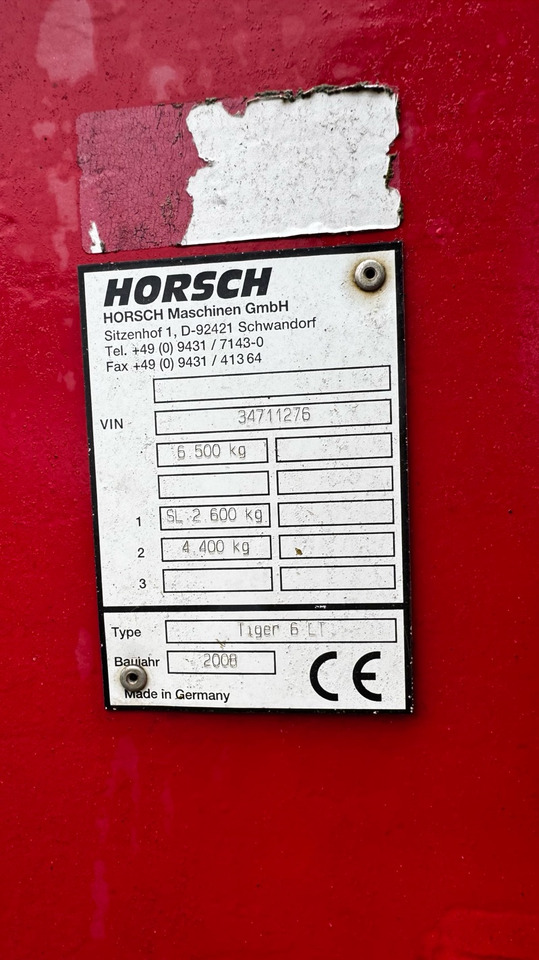 HORSCH
HORSCH Maschinen GmbH
Sitzenhof 1, D-92421 Schwandorf
Tel. +49 (0) 9431 / 7143-0
Fax +49 (0) 9431 / 41364
VIN 34711276
6.500 kg
1 SL 2 600 kg
2 4.400 kg
3
Type Tiger 6 LT
Baujahr 2008
Made in Germany
CE